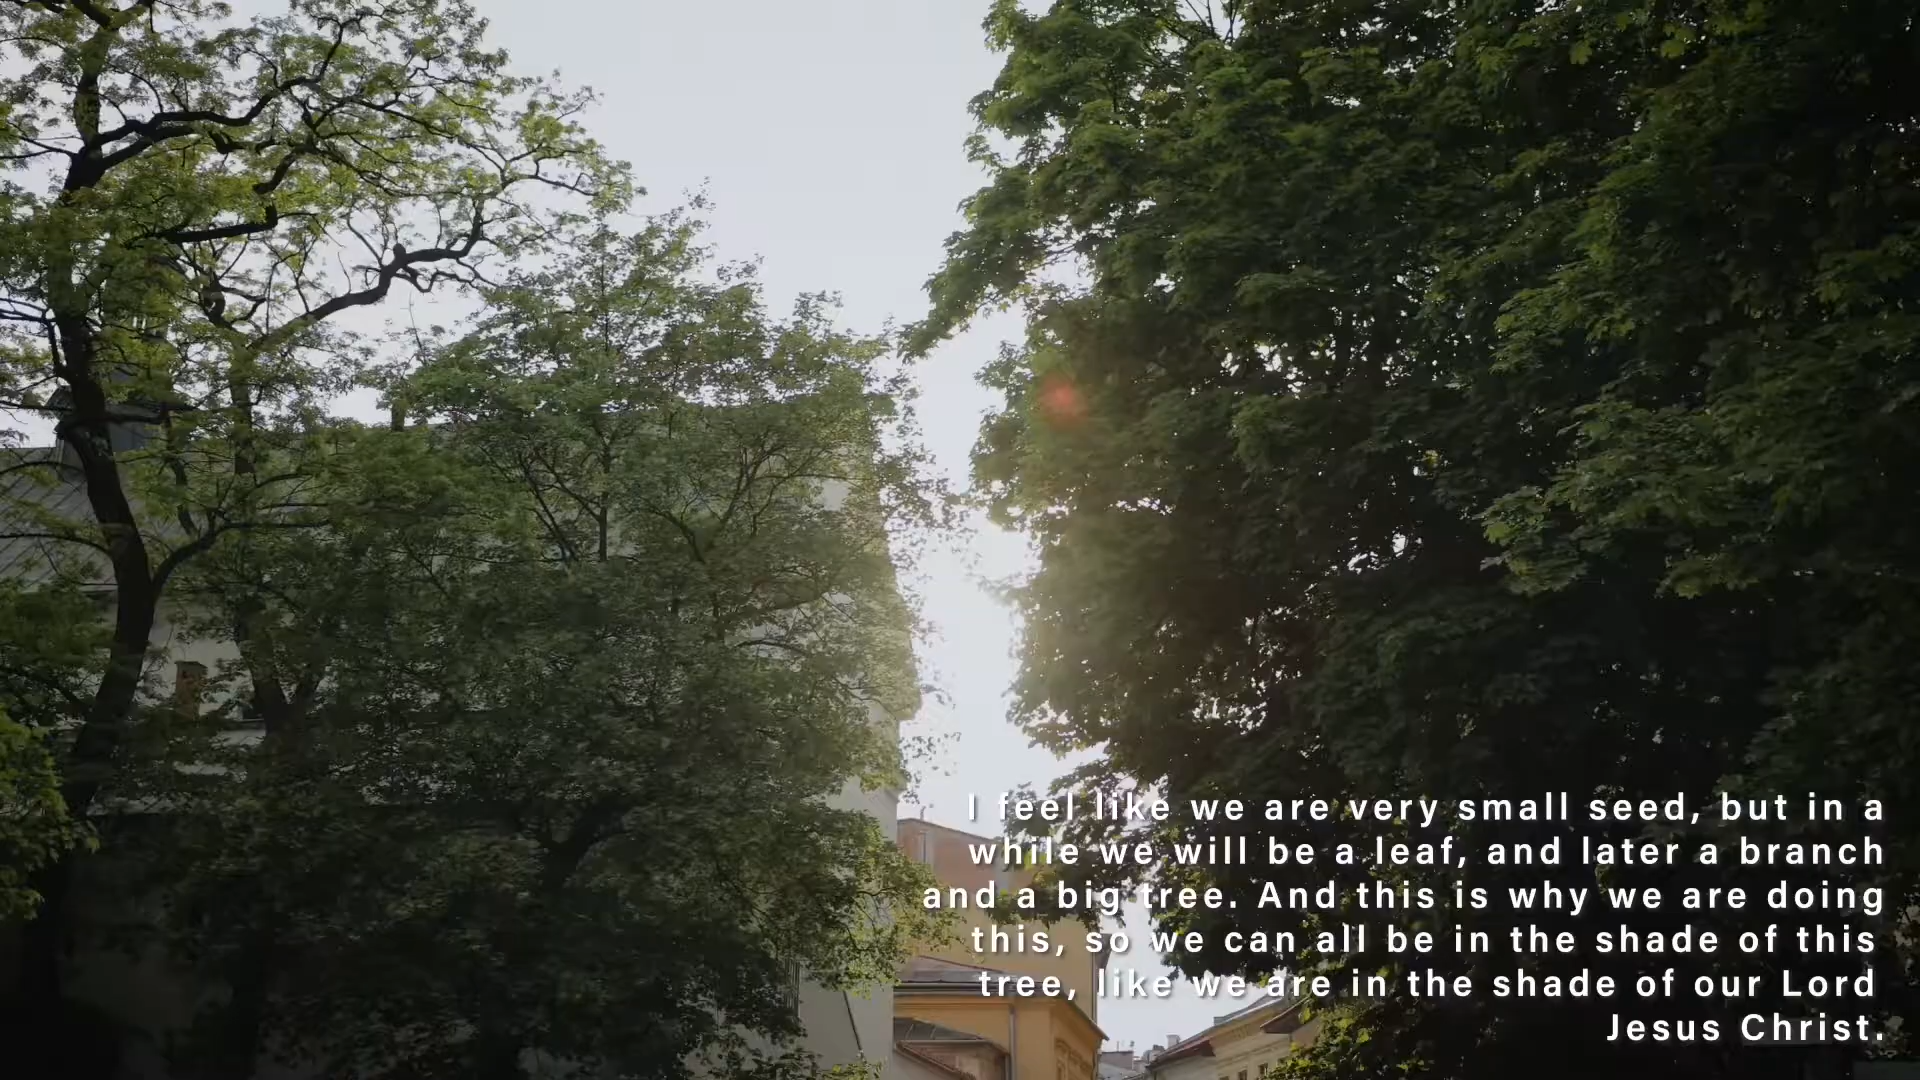 I feel like we are very small seed, but in a
while we will be a leaf, and later a branch
and a big tree. And this is why we are doing
this, so we can all be in the shade of this
tree, like we are in the shade of our Lord
Jesus Christ.